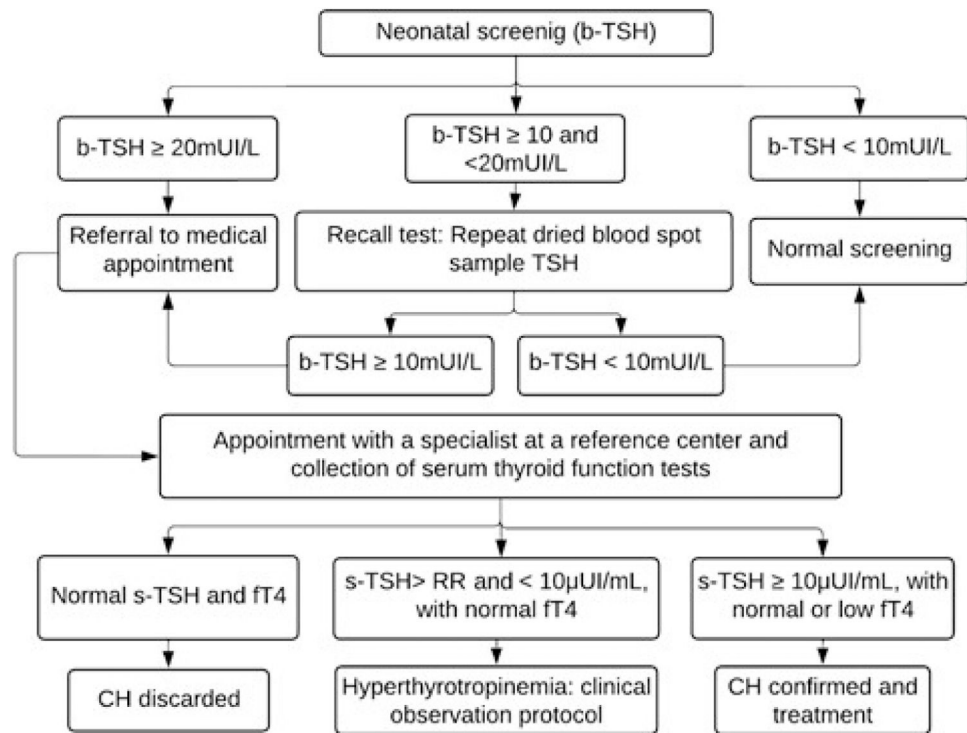 Neonatal screenig (b-TSH)
b-TSH ≥ 20mUI/L
b-TSH ≥ 10 and
<20mUI/L
b-TSH < 10mUI/L
Referral to medical
appointment
Recall test: Repeat dried blood spot
sample TSH
Normal screening
b-TSH ≥ 10mUI/L
b-TSH < 10mUI/L
Appointment with a specialist at a reference center and
collection of serum thyroid function tests
Normal s-TSH and fT4
s-TSH> RR and < 10μUI/mL,
with normal fT4
s-TSH ≥ 10μUI/mL, with
normal or low fT4
CH discarded
Hyperthyrotropinemia: clinical
observation protocol
CH confirmed and
treatment